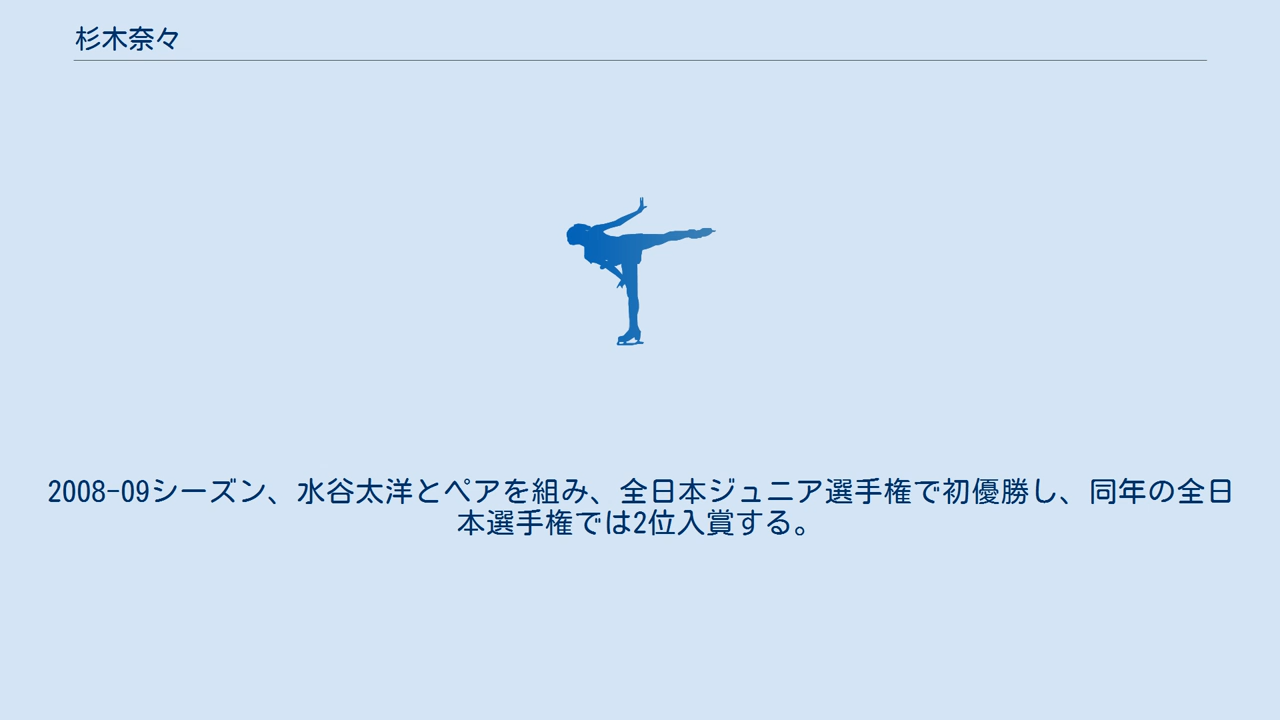 杉木奈々
2008-09シーズン、水谷太洋とペアを組み、全日本ジュニア選手権で初優勝し、同年の全日
本選手権では2位入賞する。